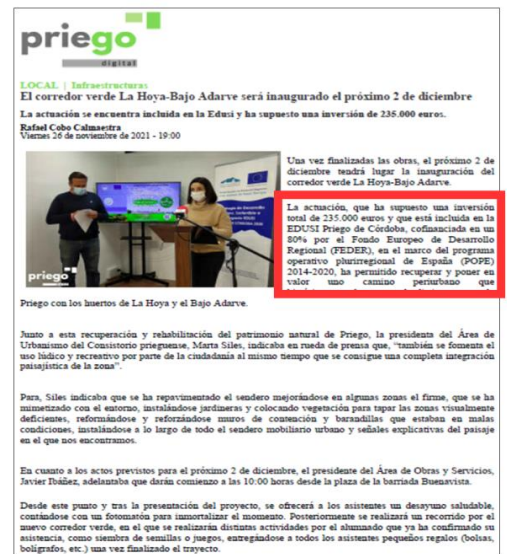 priego
digital
LOCAL | Infraestructuras
El corredor verde La Hoya-Bajo Adarve será inaugurado el próximo 2 de diciembre
La actuación se encuentra incluida en la Edusi y ha supuesto una inversión de 235.000 euros.
Rafael Cobo Calmaestra
Viernes 26 de noviembre de 2021 - 19:00
priego
Una vez finalizadas las obras, el próximo 2 de
diciembre tendrá lugar la inauguración del
corredor verde La Hoya-Bajo Adarve.
La actuación, que ha supuesto una inversión
total de 235.000 euros y que está incluida en la
EDUSI Priego de Córdoba, cofinanciada en un
80% por el Fondo Europeo de Desarrollo
Regional (FEDER), en el marco del programa
operativo plurirregional de España (POPE)
2014-2020, ha permitido recuperar y poner en
valor uno camino periurbano que
Priego con los huertos de La Hoya y el Bajo Adarve.
Junto a esta recuperación y rehabilitación del patrimonio natural de Priego, la presidenta del Área de
Urbanismo del Consistorio prieguense, Marta Siles, indicaba en rueda de prensa que, “también se fomenta el
uso lúdico y recreativo por parte de la ciudadanía al mismo tiempo que se consigue una completa integración
paisajística de la zona”.
Para, Siles indicaba que se ha repavimentado el sendero mejorándose en algunas zonas el firme, que se ha
mimetizado con el entorno, instalándose jardineras y colocando vegetación para tapar las zonas visualmente
deficientes, reformándose y reforzándose muros de contención y barandillas que estaban en malas
condiciones, instalándose a lo largo de todo el sendero mobiliario urbano y señales explicativas del paisaje
en el que nos encontramos.
En cuanto a los actos previstos para el próximo 2 de diciembre, el presidente del Área de Obras y Servicios,
Javier Ibáñez, adelantaba que darán comienzo a las 10:00 horas desde la plaza de la barriada Buenavista.
Desde este punto y tras la presentación del proyecto, se ofrecerá a los asistentes un desayuno saludable,
contándose con un fotomatón para inmortalizar el momento. Posteriormente se realizará un recorrido por el
nuevo corredor verde, en el que se realizarán distintas actividades por el alumnado que ya ha confirmado su
asistencia, como siembra de semillas o juegos, entregándose a todos los asistentes pequeños regalos (bolsas,
bolígrafos, etc.) una vez finalizado el trayecto.